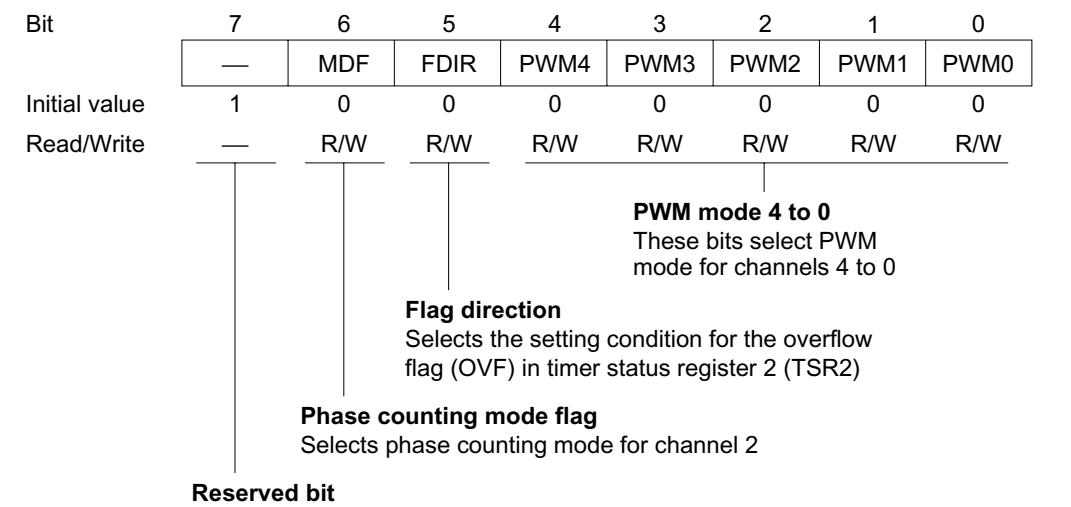 Bit 7 6 5 4 3 2 1 0
— MDF FDIR PWM4 PWM3 PWM2 PWM1 PWM0
Initial value 1 0 0 0 0 0 0 0
Read/Write — R/W R/W R/W R/W R/W R/W R/W
PWM mode 4 to 0
These bits select PWM
mode for channels 4 to 0
Flag direction
Selects the setting condition for the overflow
flag (OVF) in timer status register 2 (TSR2)
Phase counting mode flag
Selects phase counting mode for channel 2
Reserved bit